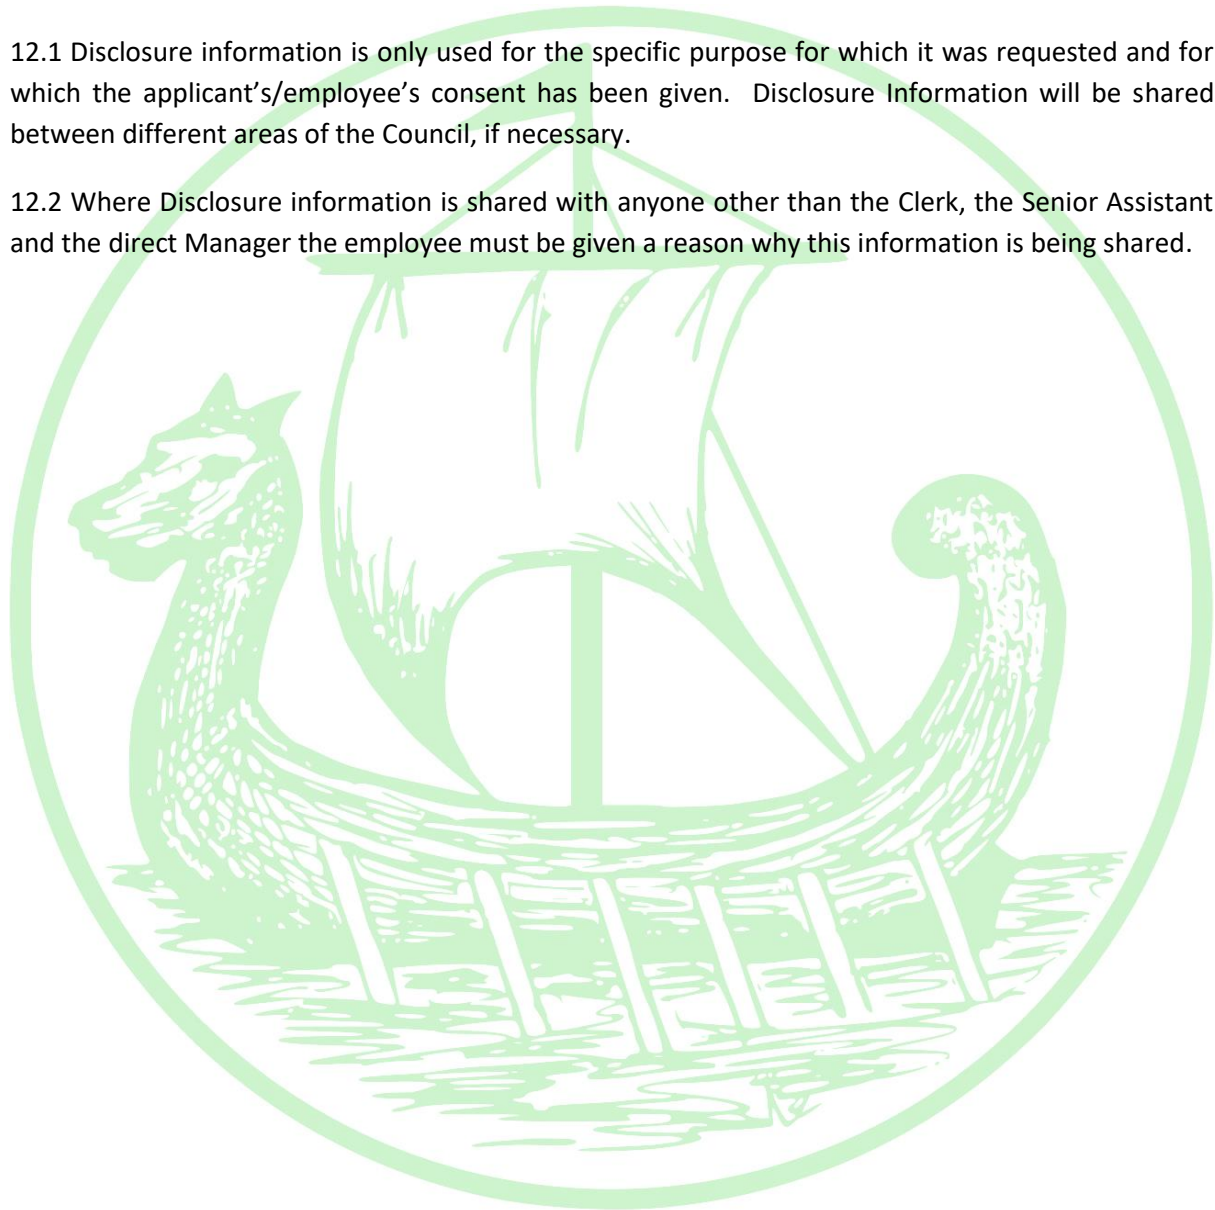 12.1 Disclosure information is only used for the specific purpose for which it was requested and for
which the applicant’s/employee’s consent has been given.  Disclosure Information will be shared
between different areas of the Council, if necessary.
12.2 Where Disclosure information is shared with anyone other than the Clerk, the Senior Assistant
and the direct Manager the employee must be given a reason why this information is being shared.